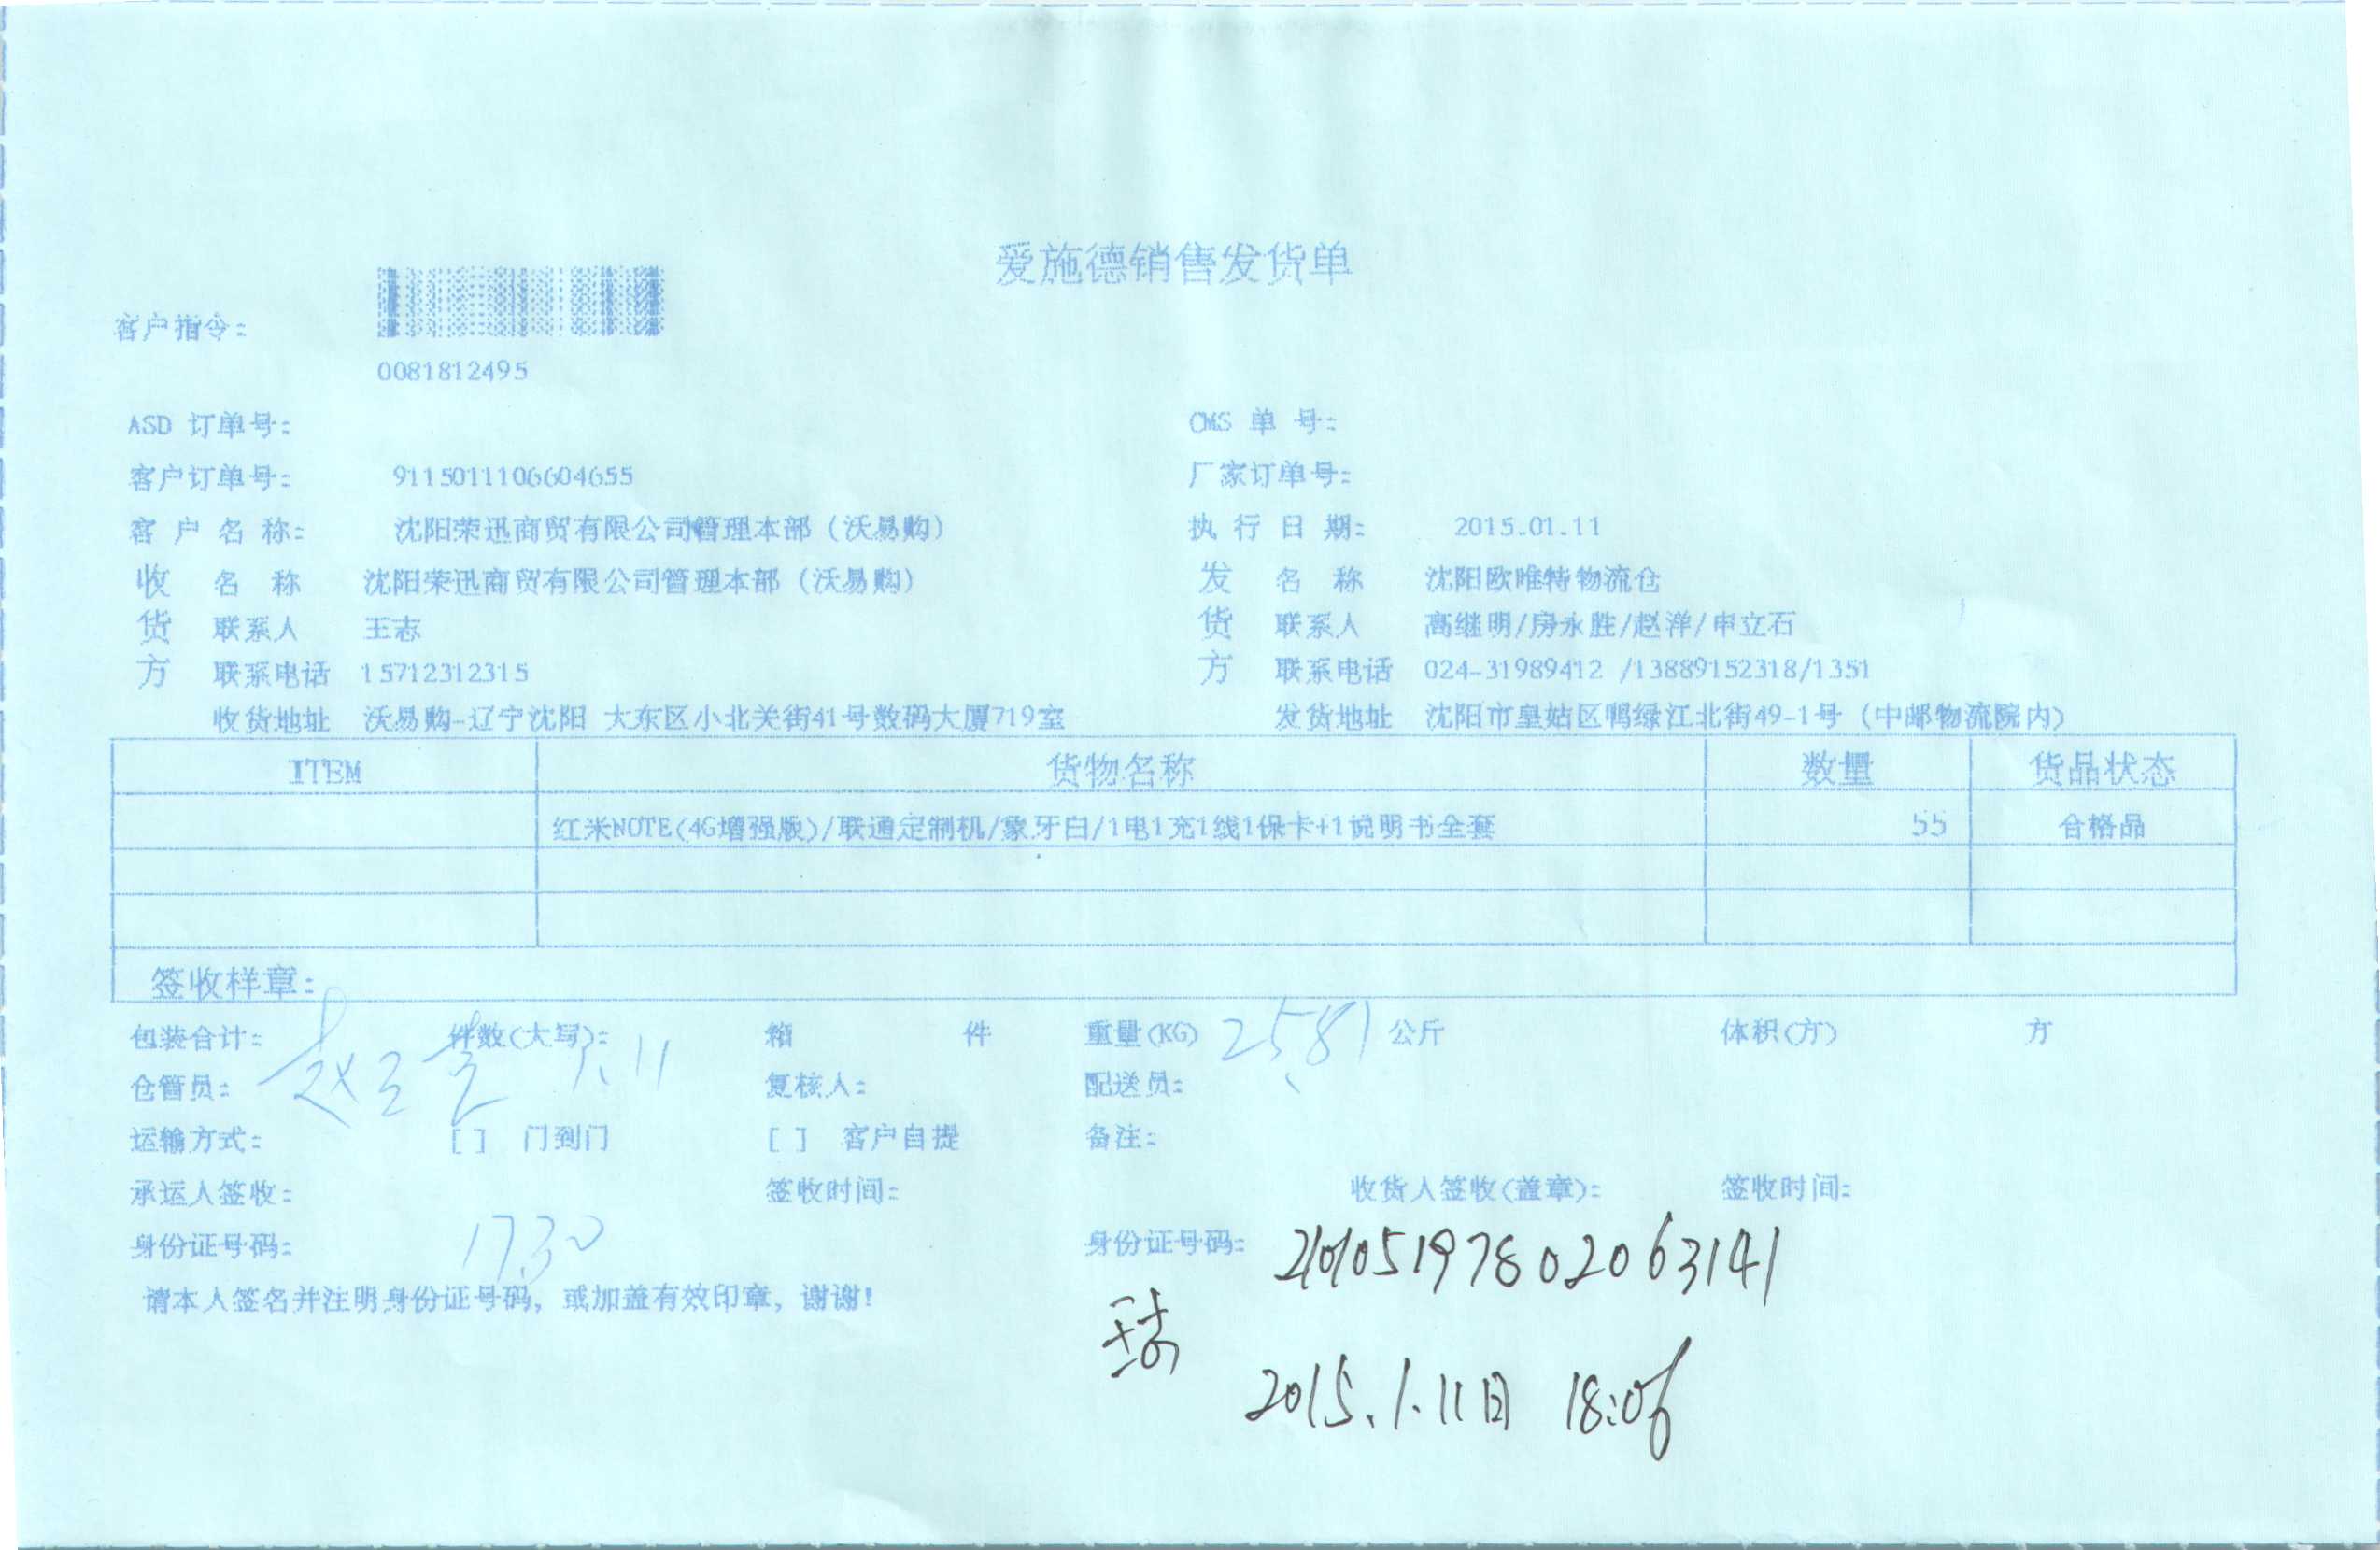 爱施德销售发货单
客户指令:
0081812495
ASD 订单号: CMS 单 号:
客户订单号: 9115011106604655 厂家订单号:
客 户 名 称: 沈阳荣迅商贸有限公司管理本部（沃易购） 执 行 日 期: 2015.01.11
收 名 称 沈阳荣迅商贸有限公司管理本部（沃易购） 发 名 称 沈阳欧唯特物流仓
货 联系人 王志 货 联系人 高继明/房永胜/赵洋/申立石
方 联系电话 15712312315 方 联系电话 024-31989412 /13889152318/1351
收货地址 沃易购-辽宁沈阳 大东区小北关街41号数码大厦719室 发货地址 沈阳市皇姑区鸭绿江北街49-1号（中邮物流院内）
ITEM 货物名称 数量 货品状态
红米NOTE(4G增强版)/联通定制机/象牙白/1电1充1线1保卡+1说明书全套 55 合格品
签收样章:
包装合计: 件数(大写): 箱 件 重量(KG) 25.81 公斤 体积(方) 方
仓管员: 1.11 复核人: 配送员:
运输方式: [ ] 门到门 [ ] 客户自提 备注:
承运人签收: 签收时间: 收货人签收(盖章): 签收时间:
身份证号码: 1730 身份证号码:
请本人签名并注明身份证号码，或加盖有效印章，谢谢!
王志
2015.1.11日 18:06